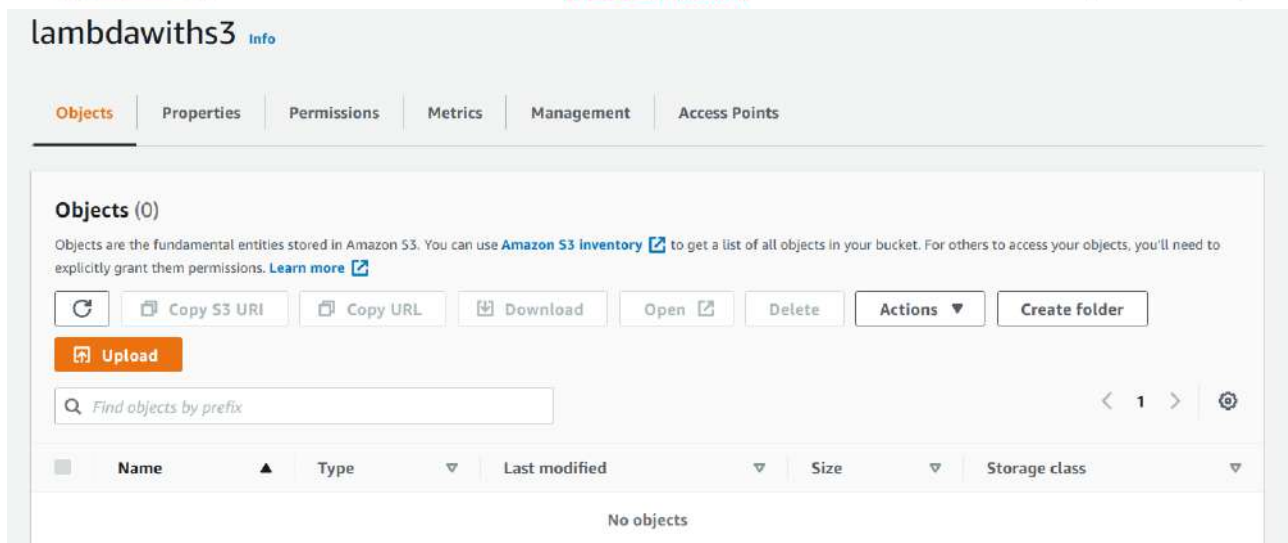 lambdawiths3 Info
Objects Properties Permissions Metrics Management Access Points
Objects (0)
Objects are the fundamental entities stored in Amazon S3. You can use Amazon S3 inventory to get a list of all objects in your bucket. For others to access your objects, you'll need to
explicitly grant them permissions. Learn more
Copy S3 URI Copy URL Download Open Delete Actions Create folder
Upload
Find objects by prefix 1
Name Type Last modified Size Storage class
No objects